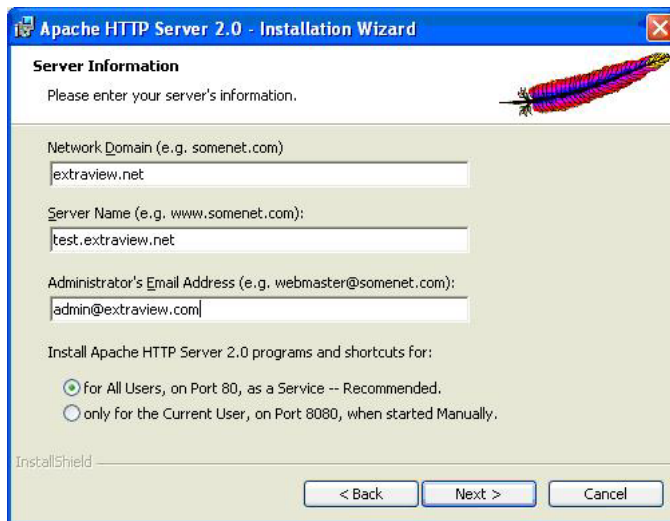 Apache HTTP Server 2.0 - Installation Wizard
Server Information
Please enter your server's information.
Network Domain (e.g. somenet.com)
extraview.net
Server Name (e.g. www.somenet.com):
test.extraview.net
Administrator's Email Address (e.g. webmaster@somenet.com):
admin@extraview.com
Install Apache HTTP Server 2.0 programs and shortcuts for:
for All Users, on Port 80, as a Service -- Recommended.
only for the Current User, on Port 8080, when started Manually.
InstallShield
< Back Next > Cancel